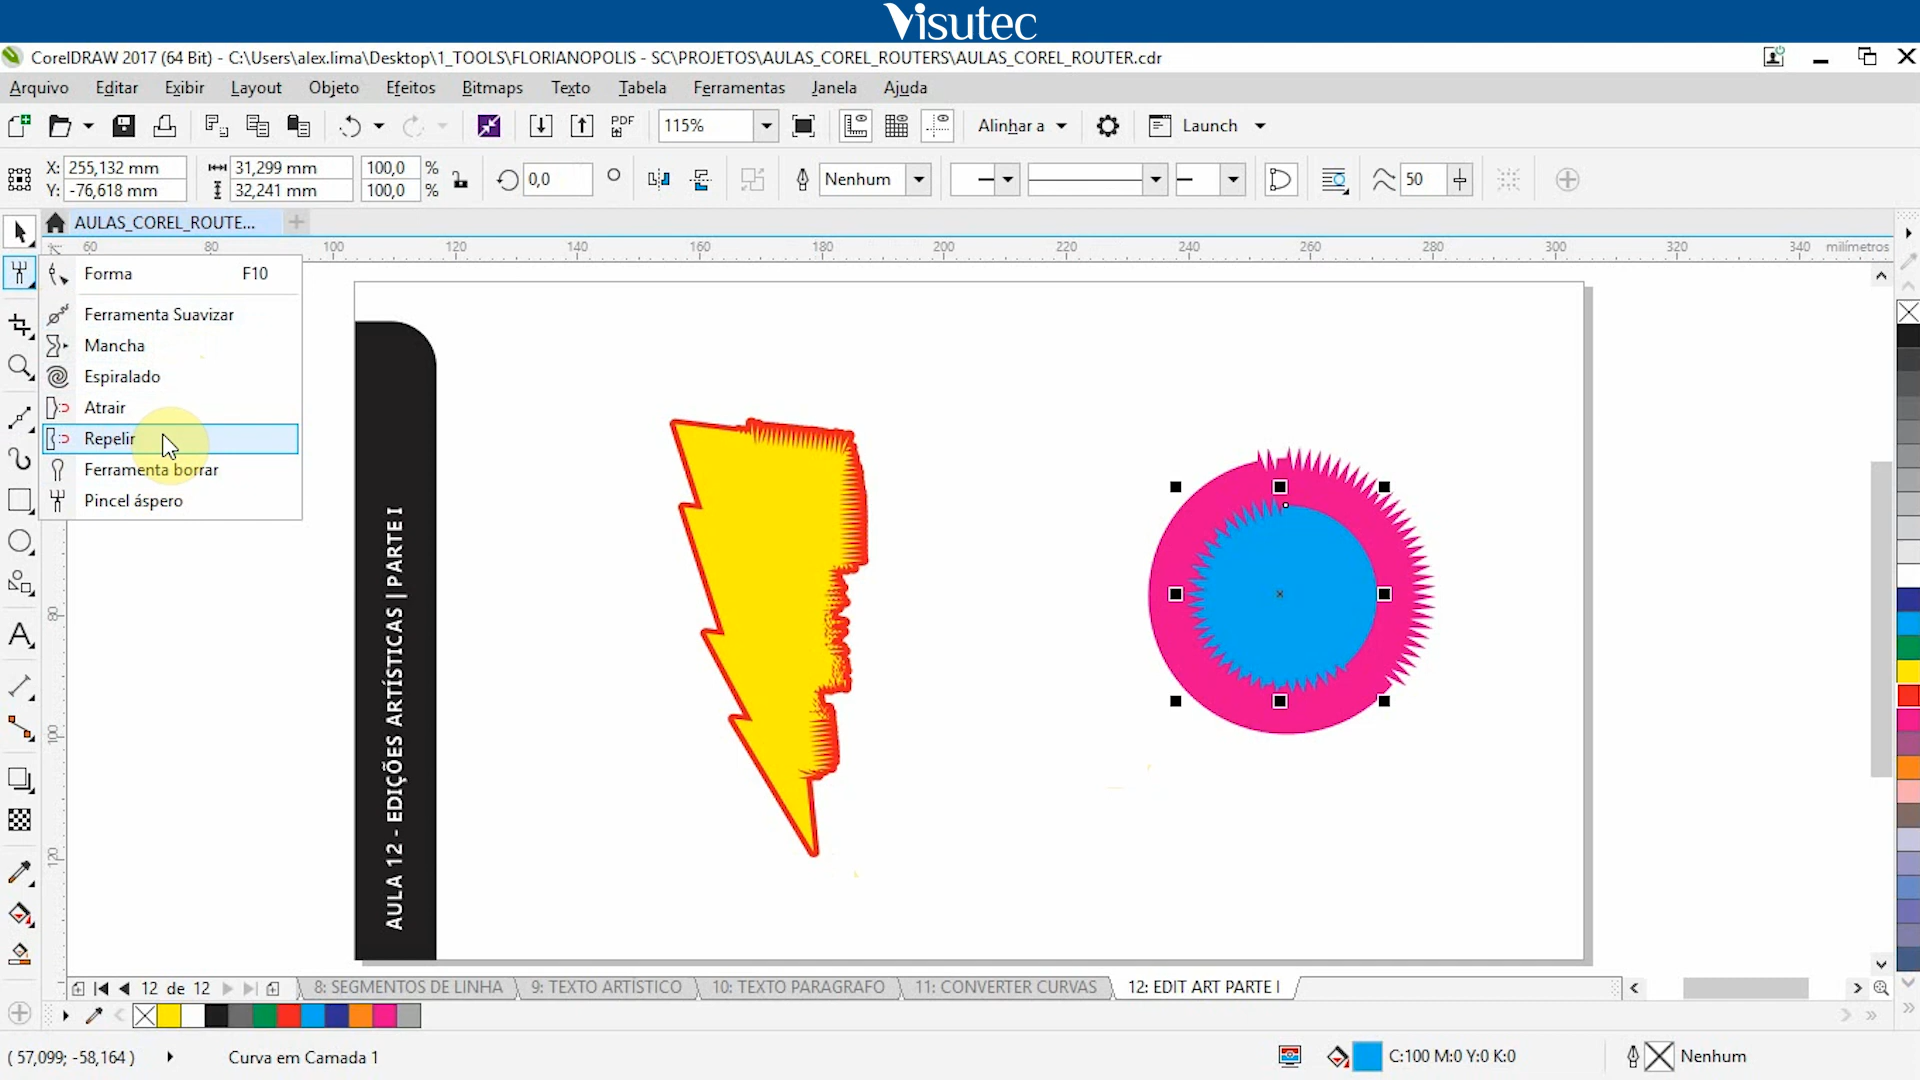 Visutec
CorelDRAW 2017 (64 Bit) - C:\Users\alex.lima\Desktop\1_TOOLS\FLORIANOPOLIS - SC\PROJETOS\AULAS_COREL_ROUTERS\AULAS_COREL_ROUTER.cdr
Arquivo Editar Exibir Layout Objeto Efeitos Bitmaps Texto Tabela Ferramentas Janela Ajuda
PDF 115% Alinhar a Launch
X: 255,132 mm 31,299 mm 100,0 % 0,0 ° Nenhum 50
Y: -76,618 mm 32,241 mm 100,0 %
AULAS_COREL_ROUTE...
60 80 100 120 140 160 180 200 220 240 260 280 300 320 340 milímetros
Forma F10
Ferramenta Suavizar
Mancha
Espiralado
Atrair
Repelir
Ferramenta borrar
Pincel áspero
80
100
120
AULA 12 - EDIÇÕES ARTÍSTICAS | PARTE I
12 de 12 8: SEGMENTOS DE LINHA 9: TEXTO ARTÍSTICO 10: TEXTO PARAGRAFO 11: CONVERTER CURVAS 12: EDIT ART PARTE I
( 57,099; -58,164 ) Curva em Camada 1 C:100 M:0 Y:0 K:0 Nenhum